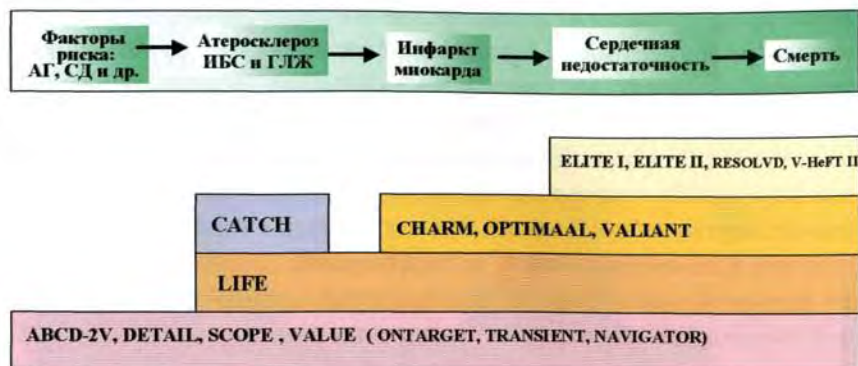 Факторы
риска:
АГ, СД и др.
Атеросклероз
ИБС и ГЛЖ
Инфаркт
миокарда
Сердечная
недостаточность
Смерть
ELITE I, ELITE II, RESOLVD, V-HeFT II
CATCH
CHARM, OPTIMAAL, VALIANT
LIFE
ABCD-2V, DETAIL, SCOPE , VALUE ( ONTARGET, TRANSIENT, NAVIGATOR)